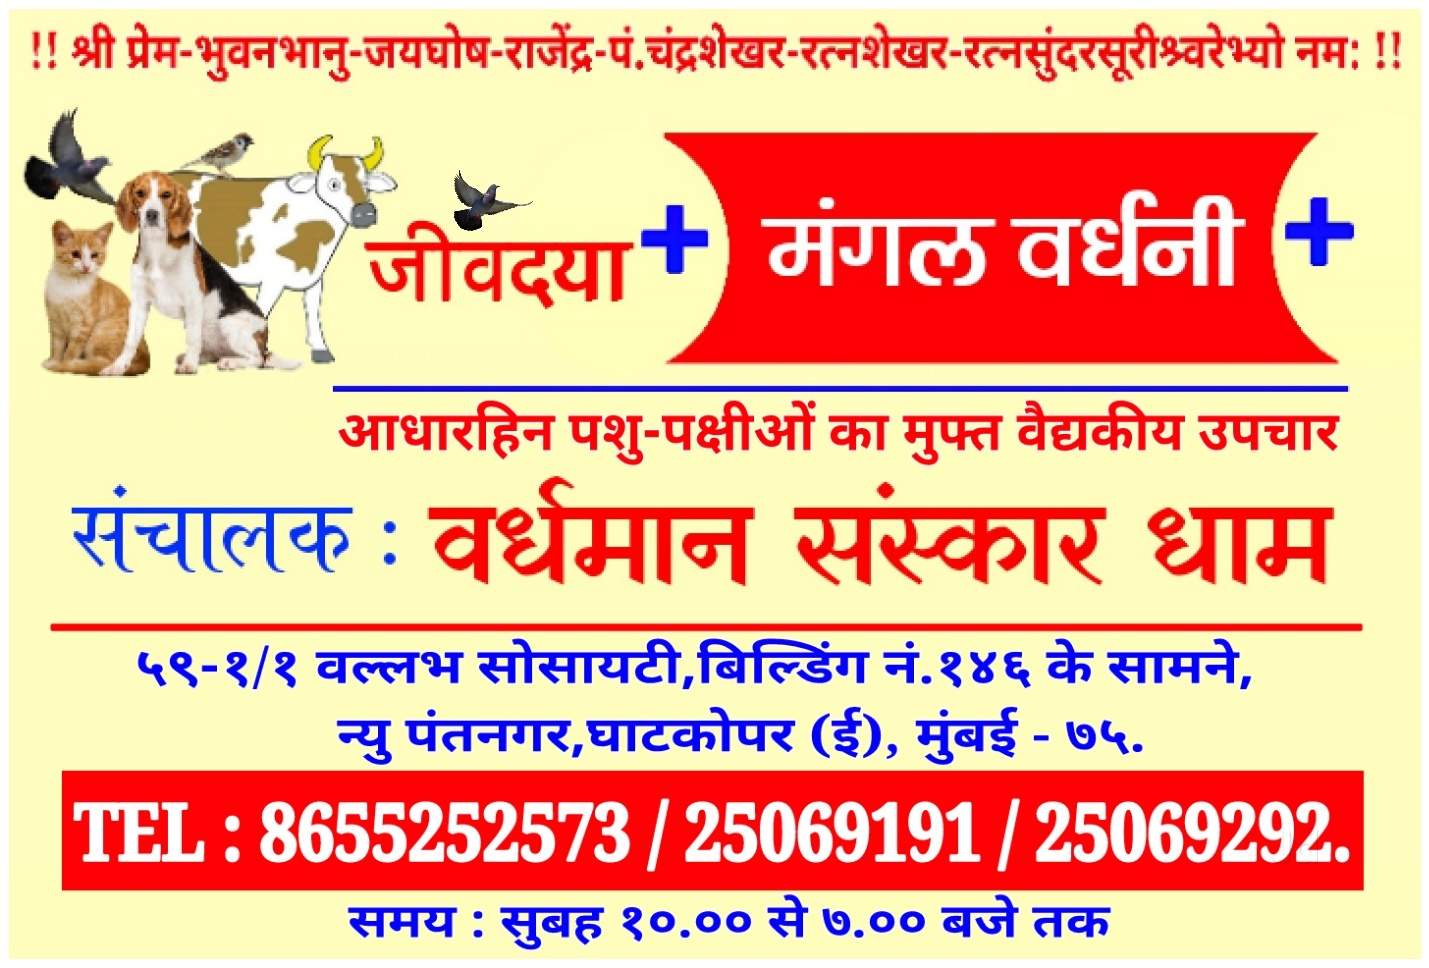 !! श्री प्रेम-भुवनभानु-जयघोष-राजेंद्र-पं.चंद्रशेखर-रत्नशेखर-रत्नसुंदरसूरीश्र्वरेभ्यो नम: !!
जीवदया + मंगल वर्धनी +
आधारहिन पशु-पक्षीओं का मुफ्त वैद्यकीय उपचार
संचालक : वर्धमान संस्कार धाम
५९-१/१ वल्लभ सोसायटी,बिल्डिंग नं.१४६ के सामने,
न्यु पंतनगर,घाटकोपर (ई), मुंबई - ७५.
TEL : 8655252573 / 25069191 / 25069292.
समय : सुबह १०.०० से ७.०० बजे तक